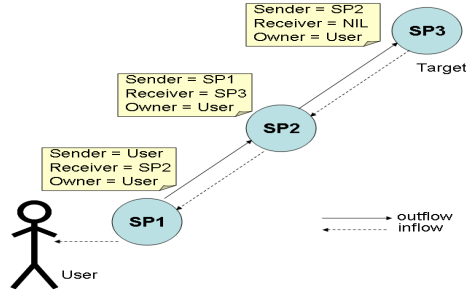 Sender = SP2
Receiver = NIL
Owner = User
SP3
Target
Sender = SP1
Receiver = SP3
Owner = User
SP2
Sender = User
Receiver = SP2
Owner = User
SP1
outflow
inflow
User